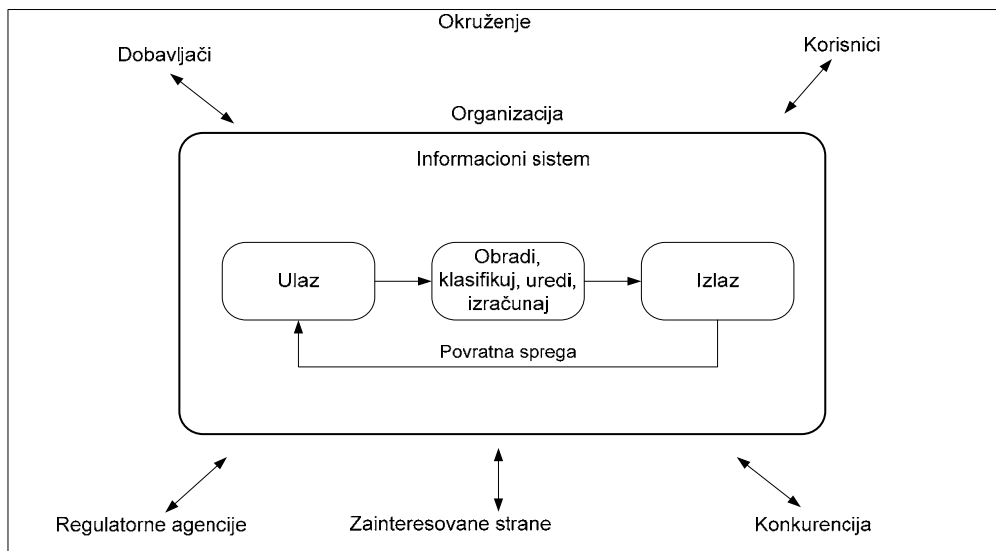 Okruženje
Dobavljači
Korisnici
Organizacija
Informacioni sistem
Ulaz
Obradi,
klasifikuj, uredi,
izračunaj
Izlaz
Povratna sprega
Regulatorne agencije
Zainteresovane strane
Konkurencija